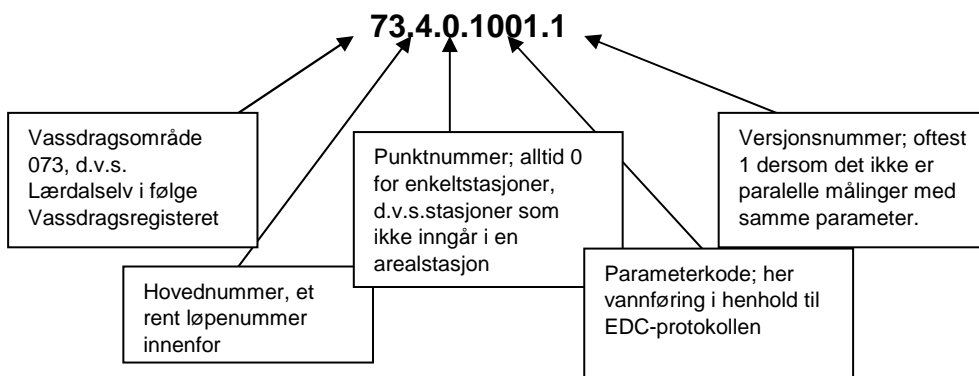 73.4.0.1001.1
Vassdragsområde
073, d.v.s.
Lærdalselv i følge
Vassdragsregisteret
Hovednummer, et
rent løpenummer
innenfor
Punktnummer; alltid 0
for enkeltstasjoner,
d.v.s.stasjoner som
ikke inngår i en
arealstasjon
Parameterkode; her
vannføring i henhold til
EDC-protokollen
Versjonsnummer; oftest
1 dersom det ikke er
paralelle målinger med
samme parameter.